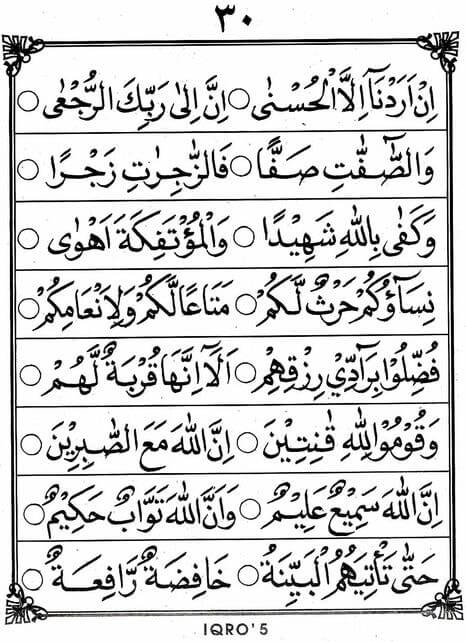 ٣٠
اِنْ اَرَدْنَآ اِلَّا الْحُسْنٰى ○ اِنَّ اِلٰى رَبِّكَ الرُّجْعٰى ○
وَالصّٰٓفّٰتِ صَفًّا ○ فَالزّٰجِرٰتِ زَجْرًا ○
وَكَفٰى بِاللّٰهِ شَهِيْدًا ○ وَالْمُؤْتَفِكَةَ اَهْوٰى ○
نِسَآؤُكُمْ حَرْثٌ لَّكُمْ ○ مَتَاعًا لَّكُمْ وَلِاَنْعَامِكُمْ ○
فُضِّلُوْا بِرَآدِّيْ رِزْقِهِمْ ○ اَلَآ اِنَّهَا قُرْبَةٌ لَّهُمْ ○
وَقُوْمُوْا لِلّٰهِ قٰنِتِيْنَ ○ اِنَّ اللّٰهَ مَعَ الصّٰبِرِيْنَ ○
اِنَّ اللّٰهَ سَمِيْعٌ عَلِيْمٌ ○ وَاَنَّ اللّٰهَ تَوَّابٌ حَكِيْمٌ ○
حَتّٰى تَأْتِيَهُمُ الْبَيِّنَةُ ○ خَافِضَةٌ رَّافِعَةٌ ○
IQRO' 5